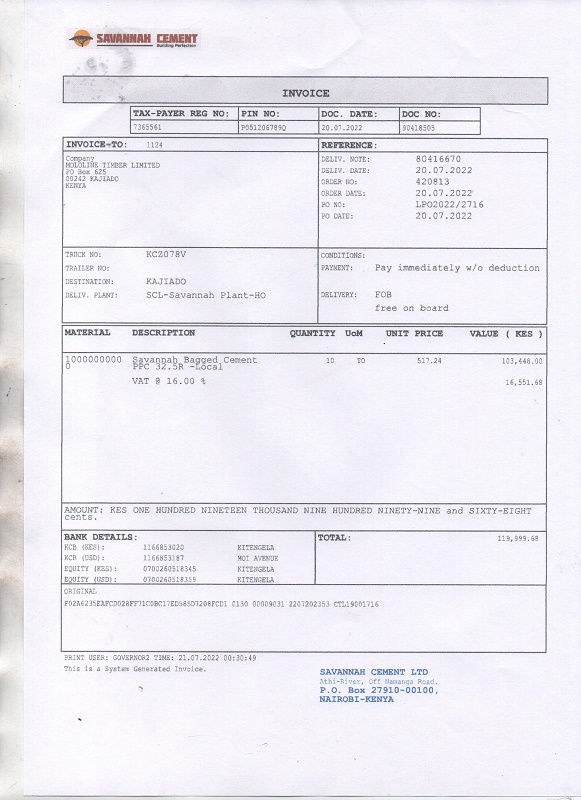 SAVANNAH CEMENT
Building Perfection
INVOICE
TAX-PAYER REG NO: PIN NO: DOC. DATE: DOC NO:
7365561 P051206789Q 20.07.2022 90418505
INVOICE-TO: 1124
Company
MOLOLINE TIMBER LIMITED
PO Box 625
00242 KAJIADO
KENYA
REFERENCE:
DELIV. NOTE: 80416670
DELIV. DATE: 20.07.2022
ORDER NO: 420813
ORDER DATE: 20.07.2022
PO NO: LPO2022/2716
PO DATE: 20.07.2022
TRUCK NO: KCZ078V
TRAILER NO:
DESTINATION: KAJIADO
DELIV. PLANT: SCL-Savannah Plant-HO
CONDITIONS:
PAYMENT: Pay immediately w/o deduction
DELIVERY: FOB
free on board
MATERIAL DESCRIPTION QUANTITY UoM UNIT PRICE VALUE ( KES )
1000000000 Savannah Bagged Cement 10 TO 517.24 103,448.00
0 PPC 32.5R -Local
VAT @ 16.00 % 16,551.68
AMOUNT: KES ONE HUNDRED NINETEEN THOUSAND NINE HUNDRED NINETY-NINE and SIXTY-EIGHT
cents.
BANK DETAILS:
KCB (KES): 1166853020 KITENGELA
KCB (USD): 1166853187 MOI AVENUE
EQUITY (KES): 0700260518345 KITENGELA
EQUITY (USD): 0700260518359 KITENGELA
TOTAL: 119,999.68
ORIGINAL
F02A6235EAFCD028FF71C0BC17ED585D7208FCD1 0130 00009031 2207202353 CTL19001716
PRINT USER: GOVERNOR2 TIME: 21.07.2022 00:30:49
This is a System Generated Invoice.
SAVANNAH CEMENT LTD
Athi-River, Off Namanga Road.
P.O. Box 27910-00100,
NAIROBI-KENYA